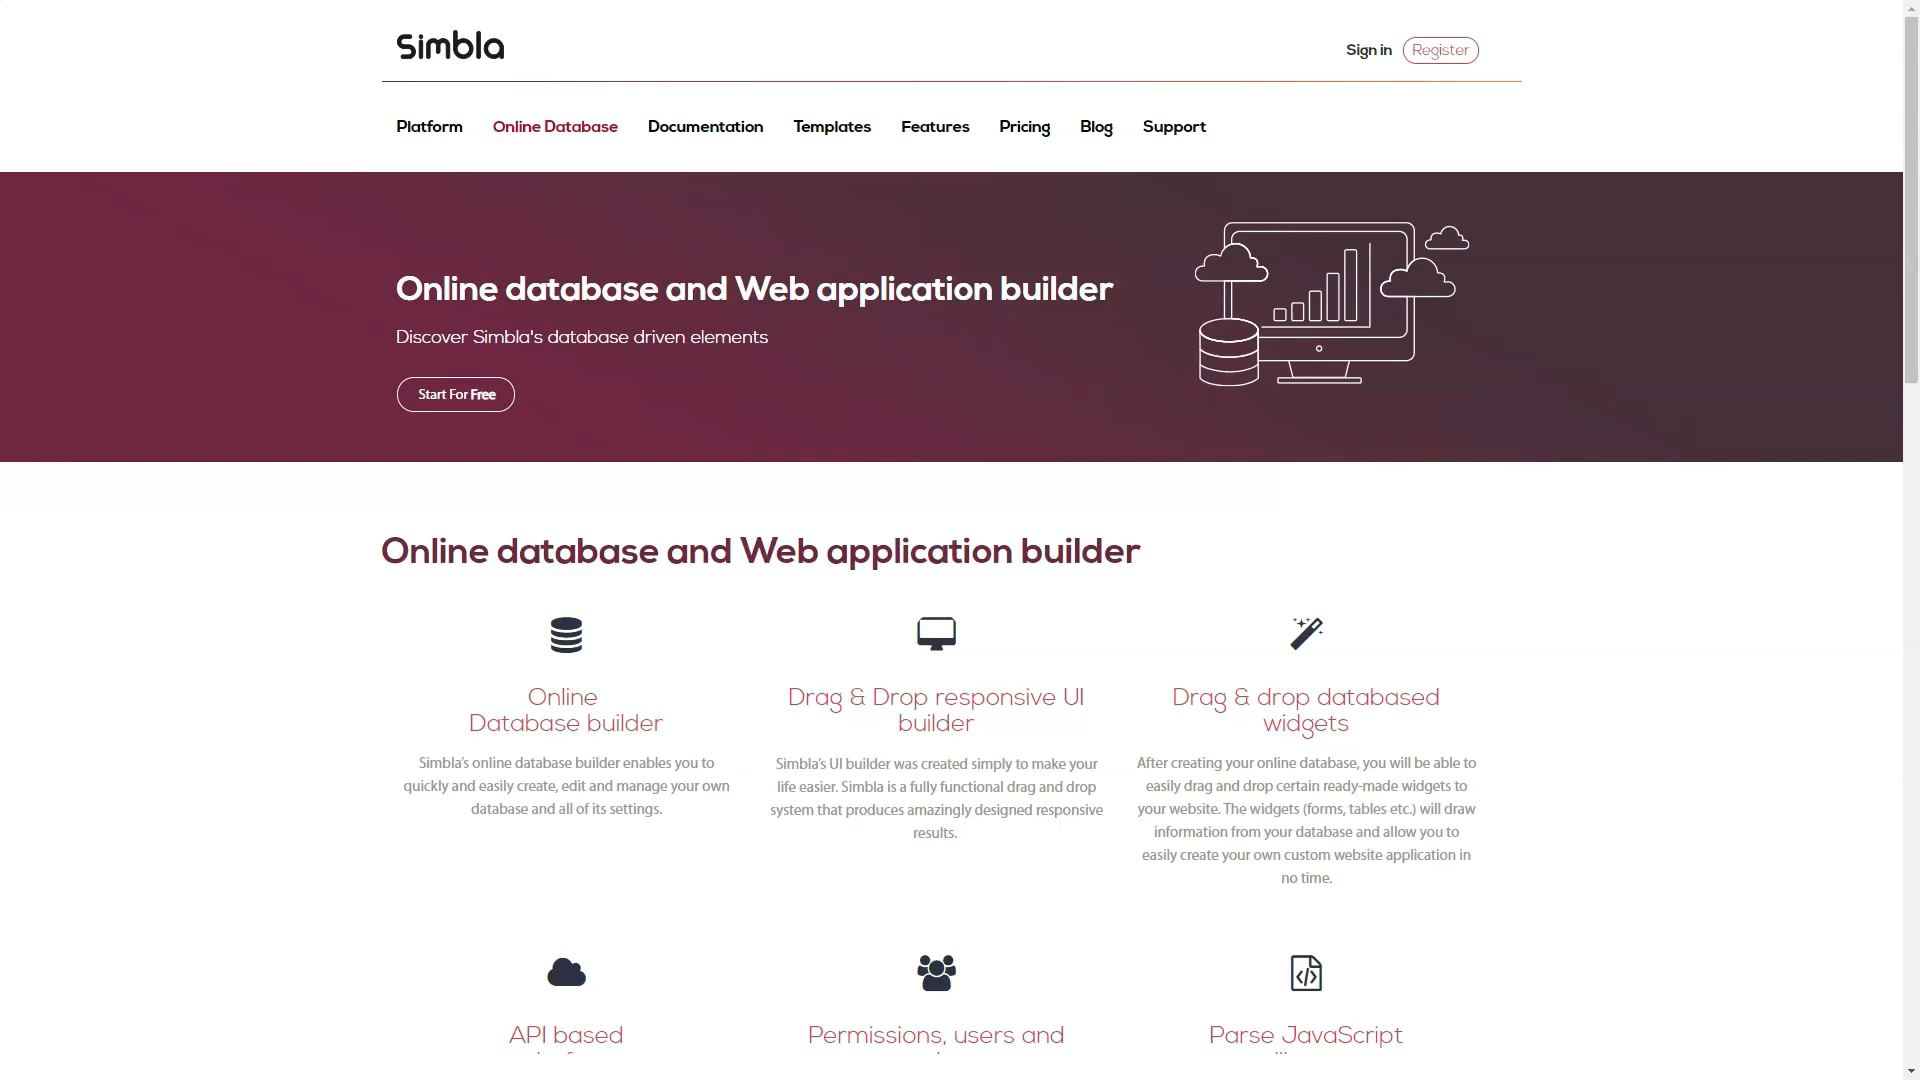 Simbla
Sign in
Register
Platform
Online Database
Documentation
Templates
Features
Pricing
Blog
Support
Online database and Web application builder
Discover Simbla's database driven elements
Start For Free
Online database and Web application builder
Online
Database builder
Simbla's online database builder enables you to
quickly and easily create, edit and manage your own
database and all of its settings.
Drag & Drop responsive UI
builder
Simbla's UI builder was created simply to make your
life easier. Simbla is a fully functional drag and drop
system that produces amazingly designed responsive
results.
Drag & drop databased
widgets
After creating your online database, you will be able to
easily drag and drop certain ready-made widgets to
your website. The widgets (forms, tables etc.) will draw
information from your database and allow you to
easily create your own custom website application in
no time.
API based
Permissions, users and
Parse JavaScript